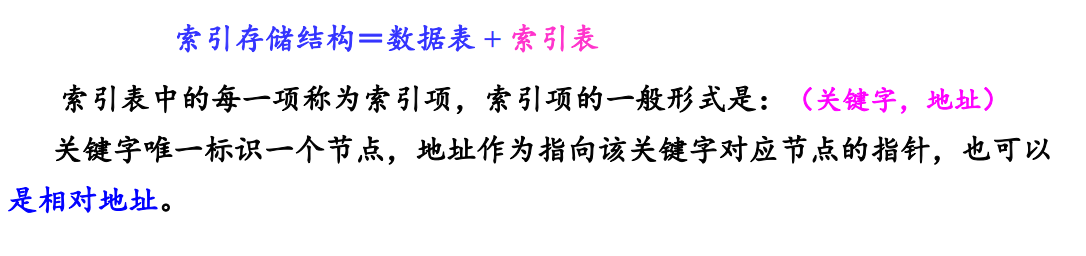 索引存储结构＝数据表 + 索引表
索引表中的每一项称为索引项，索引项的一般形式是：（关键字，地址）
关键字唯一标识一个节点，地址作为指向该关键字对应节点的指针，也可以
是相对地址。